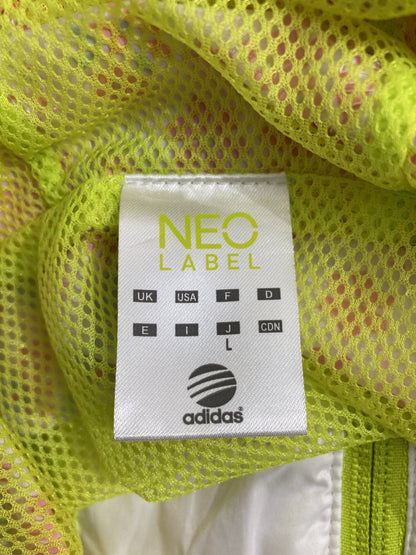 NEO
LABEL
UK USA F D
E I J CDN
L
adidas